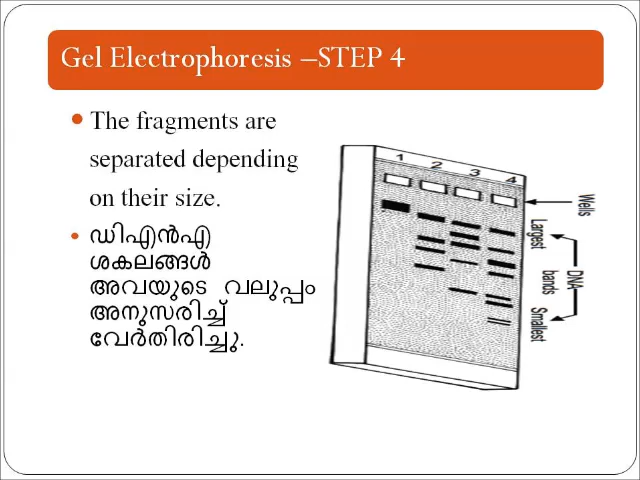 Gel Electrophoresis –STEP 4
• The fragments are
separated depending
on their size.
• ഡിഎൻഎ
ശകലങ്ങൾ
അവയുടെ വലുപ്പം
അനുസരിച്ച്
വേർതിരിച്ചു.
1 2 3 4
Wells
Largest
DNA
bands
Smallest